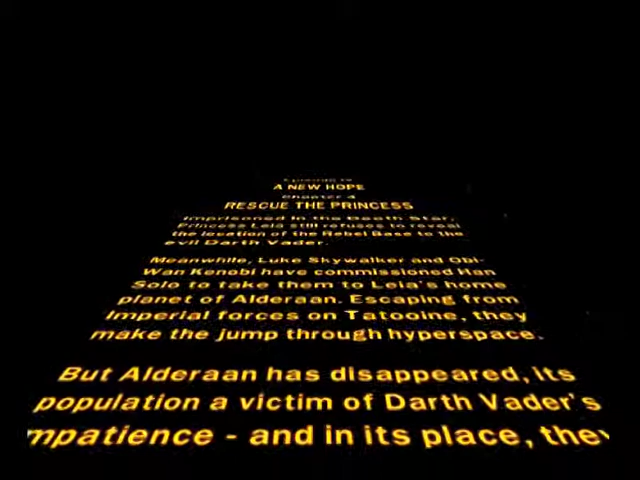 Episode IV
A NEW HOPE
Chapter 4
RESCUE THE PRINCESS
Imprisoned in the Death Star,
Princess Leia still refuses to reveal
the location of the Rebel Base to the
evil Darth Vader.
Meanwhile, Luke Skywalker and Obi-
Wan Kenobi have commissioned Han
Solo to take them to Leia's home
planet of Alderaan. Escaping from
Imperial forces on Tatooine, they
make the jump through hyperspace.
But Alderaan has disappeared, its
population a victim of Darth Vader's
mpatience - and in its place, they